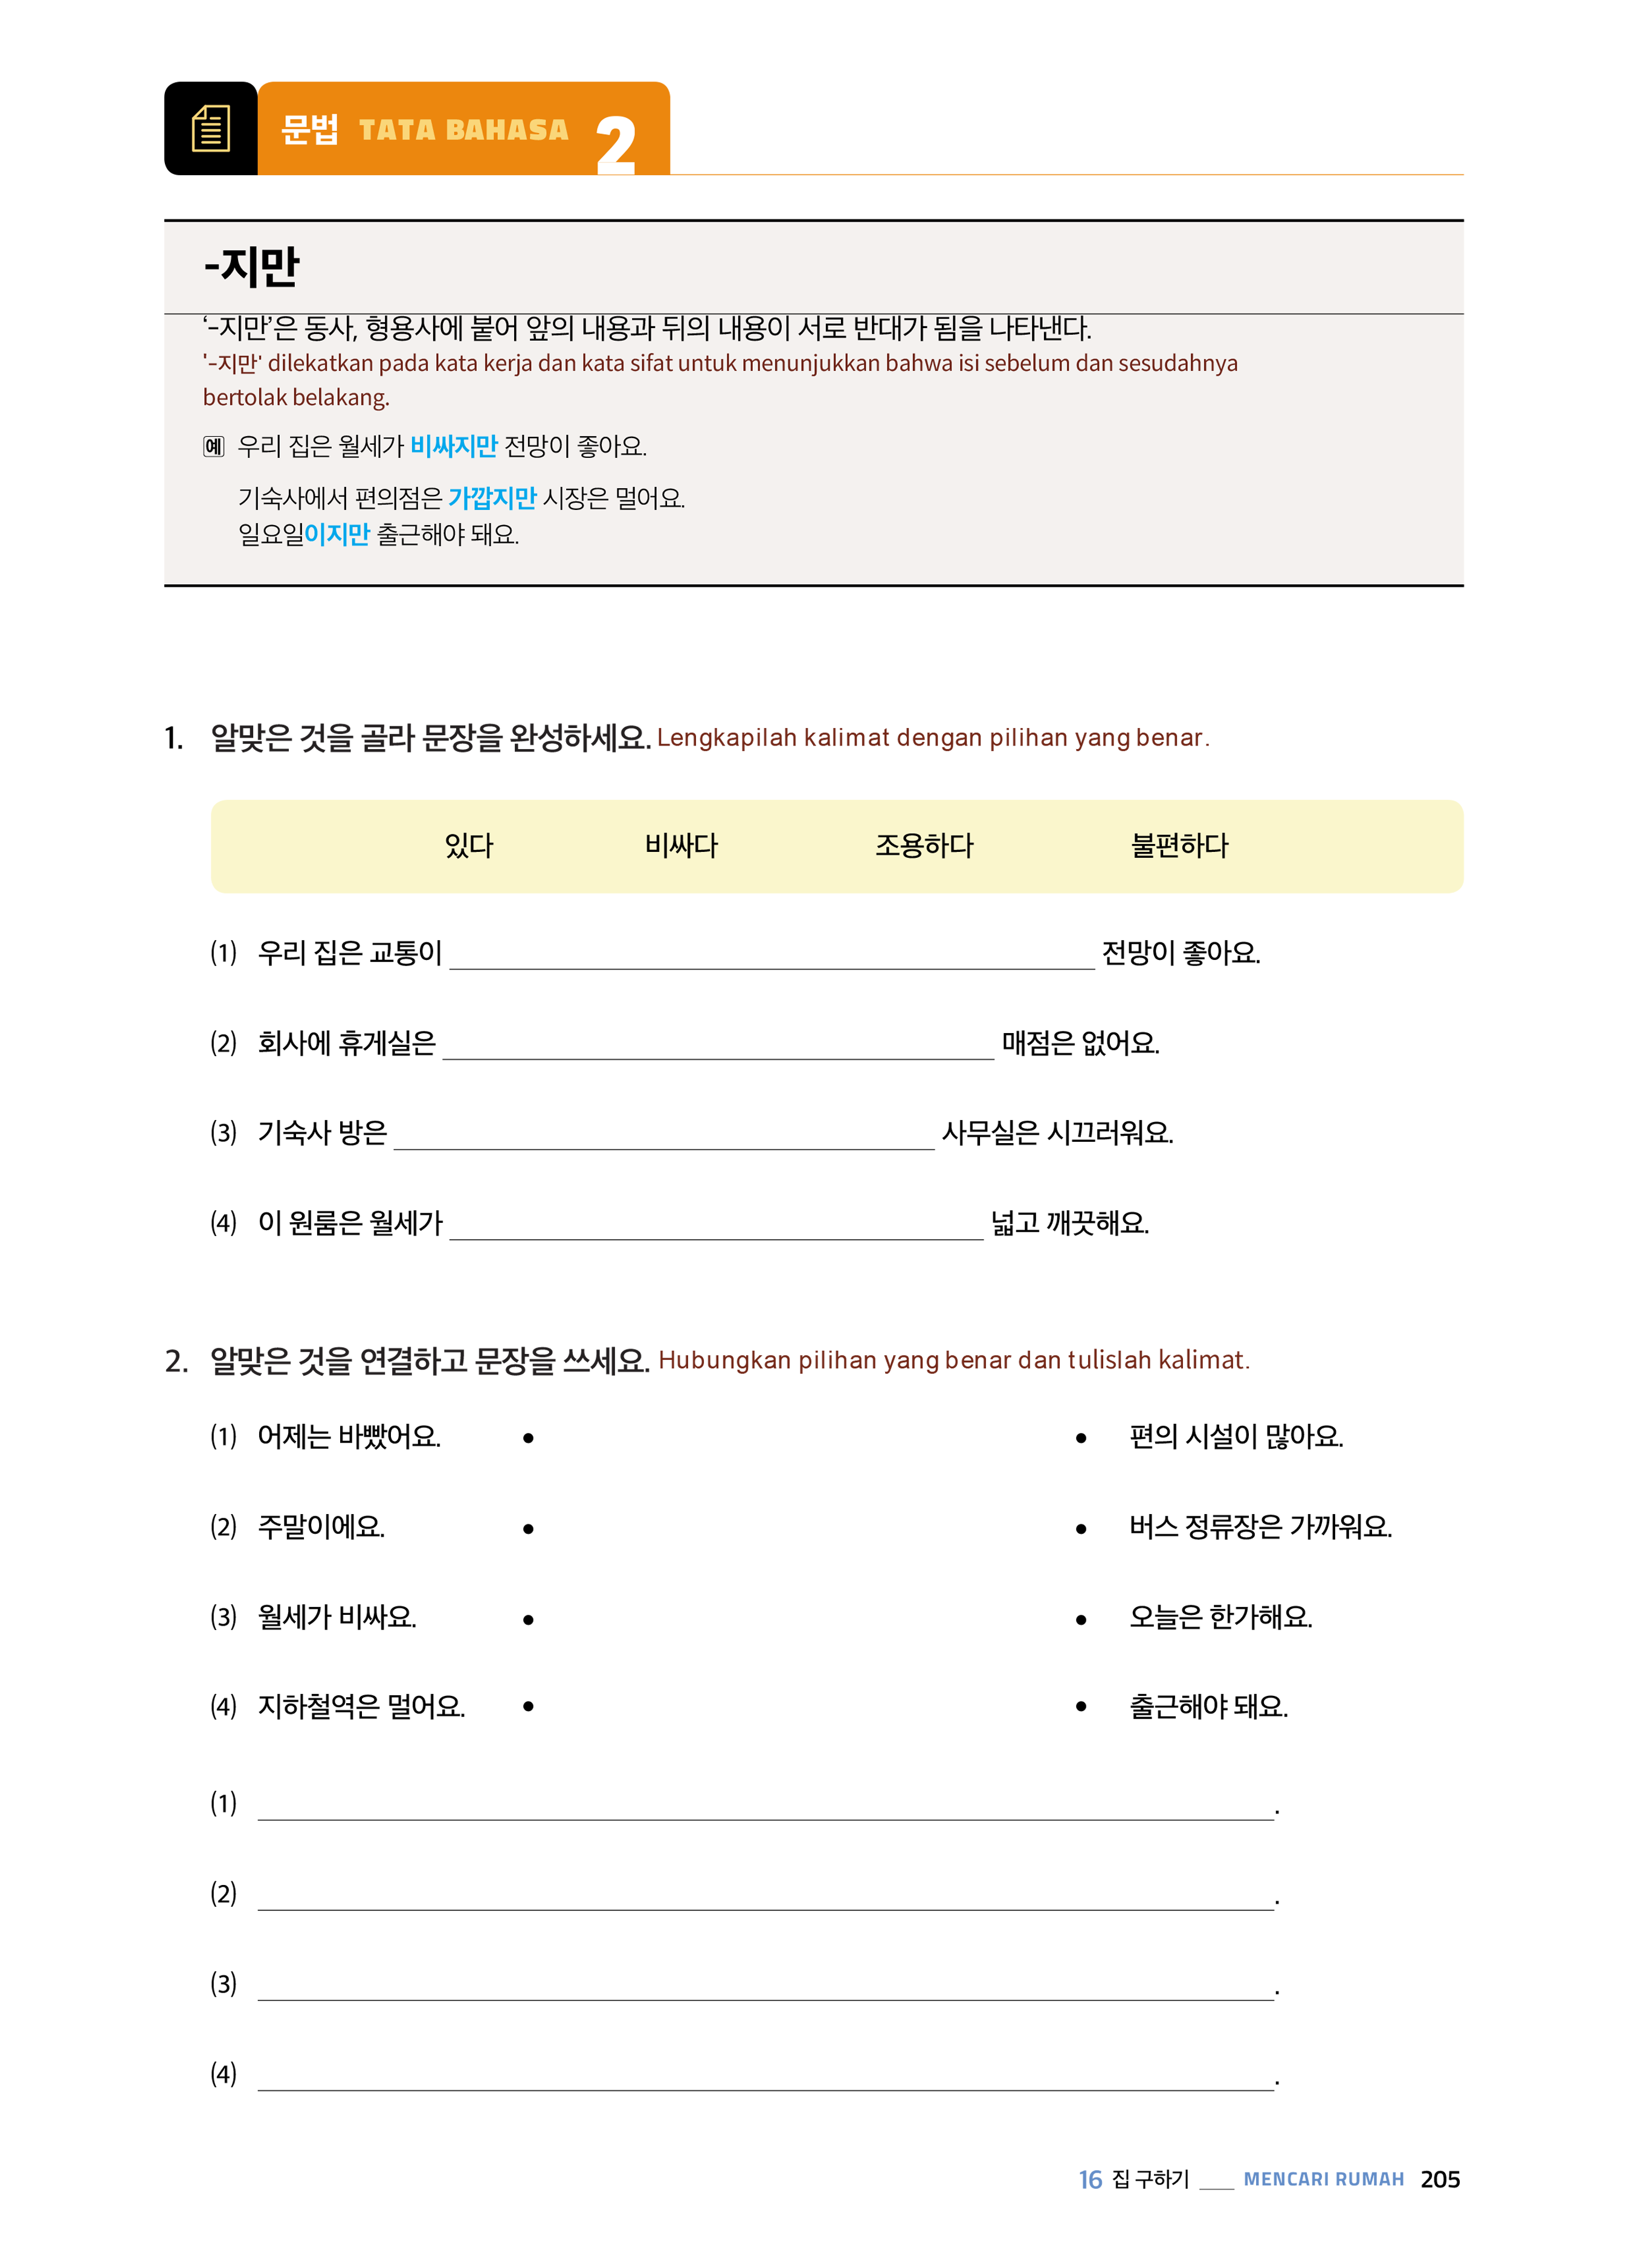 문법 TATA BAHASA 2
-지만
‘-지만’은 동사, 형용사에 붙어 앞의 내용과 뒤의 내용이 서로 반대가 됨을 나타낸다.
'-지만' dilekatkan pada kata kerja dan kata sifat untuk menunjukkan bahwa isi sebelum dan sesudahnya
bertolak belakang.
예 우리 집은 월세가 비싸지만 전망이 좋아요.
기숙사에서 편의점은 가깝지만 시장은 멀어요.
일요일이지만 출근해야 돼요.
1. 알맞은 것을 골라 문장을 완성하세요. Lengkapilah kalimat dengan pilihan yang benar.
있다 비싸다 조용하다 불편하다
(1) 우리 집은 교통이 ____ 전망이 좋아요.
(2) 회사에 휴게실은 ____ 매점은 없어요.
(3) 기숙사 방은 ____ 사무실은 시끄러워요.
(4) 이 원룸은 월세가 ____ 넓고 깨끗해요.
2. 알맞은 것을 연결하고 문장을 쓰세요. Hubungkan pilihan yang benar dan tulislah kalimat.
(1) 어제는 바빴어요. • • 편의 시설이 많아요.
(2) 주말이에요. • • 버스 정류장은 가까워요.
(3) 월세가 비싸요. • • 오늘은 한가해요.
(4) 지하철역은 멀어요. • • 출근해야 돼요.
(1) ____.
(2) ____.
(3) ____.
(4) ____.
16 집 구하기 ___ MENCARI RUMAH 205